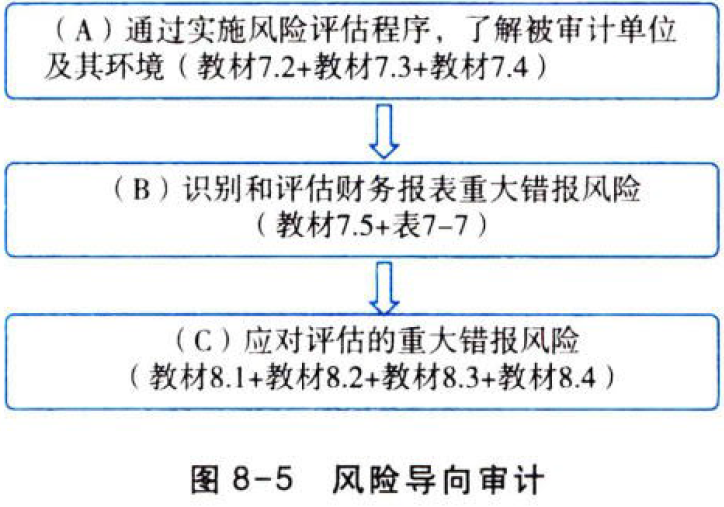 （A）通过实施风险评估程序，了解被审计单位
及其环境（教材7.2+教材7.3+教材7.4）
（B）识别和评估财务报表重大错报风险
（教材7.5+表7-7）
（C）应对评估的重大错报风险
（教材8.1+教材8.2+教材8.3+教材8.4）
图 8-5 风险导向审计